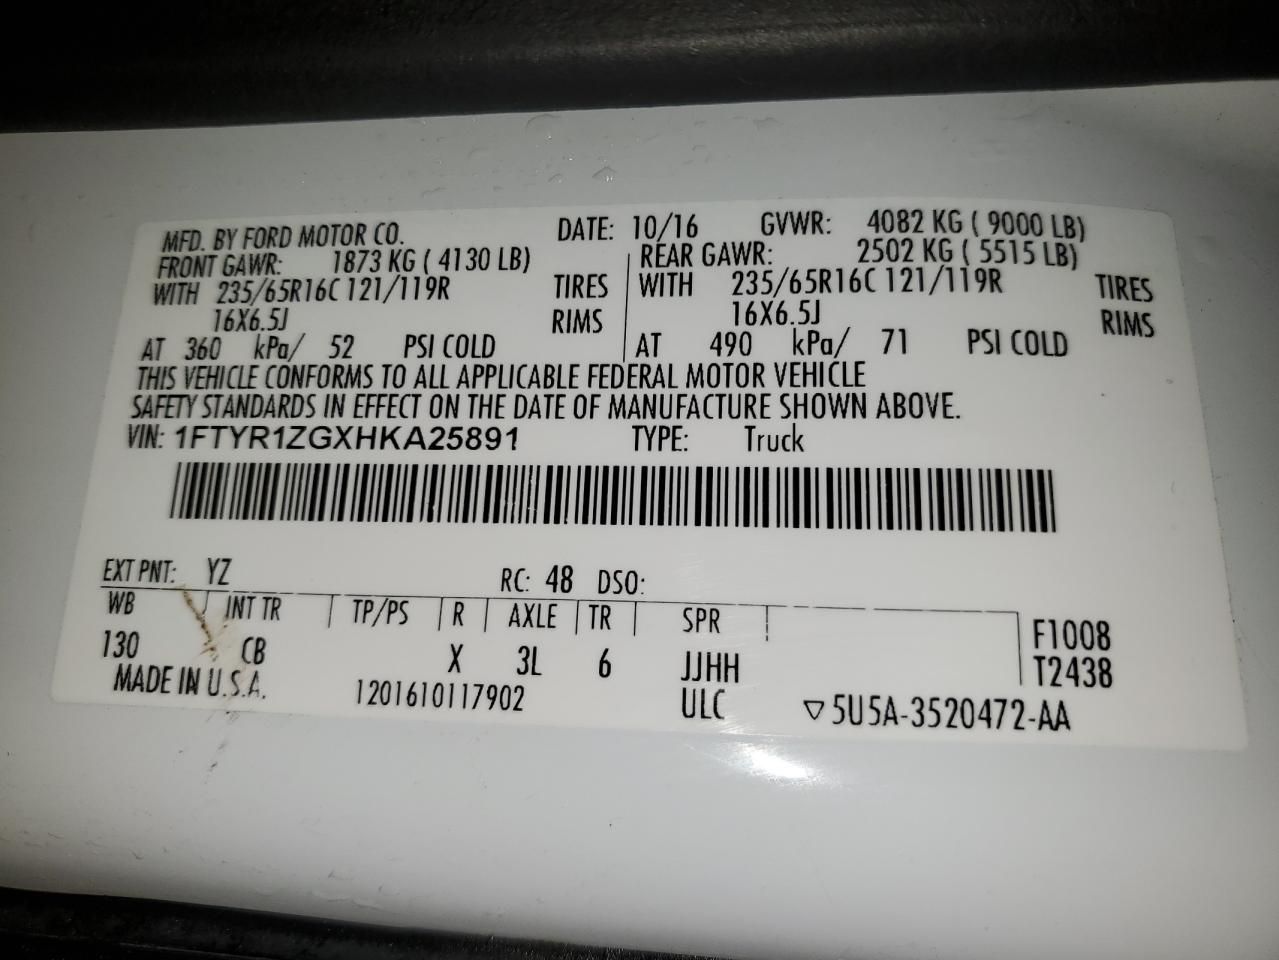 MFD. BY FORD MOTOR CO. DATE: 10/16 GVWR: 4082 KG ( 9000 LB)
FRONT GAWR: 1873 KG ( 4130 LB) REAR GAWR: 2502 KG ( 5515 LB)
WITH 235/65R16C 121/119R TIRES WITH 235/65R16C 121/119R TIRES
16X6.5J RIMS 16X6.5J RIMS
AT 360 kPa/ 52 PSI COLD AT 490 kPa/ 71 PSI COLD
THIS VEHICLE CONFORMS TO ALL APPLICABLE FEDERAL MOTOR VEHICLE
SAFETY STANDARDS IN EFFECT ON THE DATE OF MANUFACTURE SHOWN ABOVE.
VIN: 1FTYR1ZGXHKA25891 TYPE: Truck
EXT PNT: YZ RC: 48 DSO:
WB INT TR TP/PS R AXLE TR SPR F1008
130 CB X 3L 6 JJHH T2438
MADE IN U.S.A. 1201610117902 ULC ▽5U5A-3520472-AA